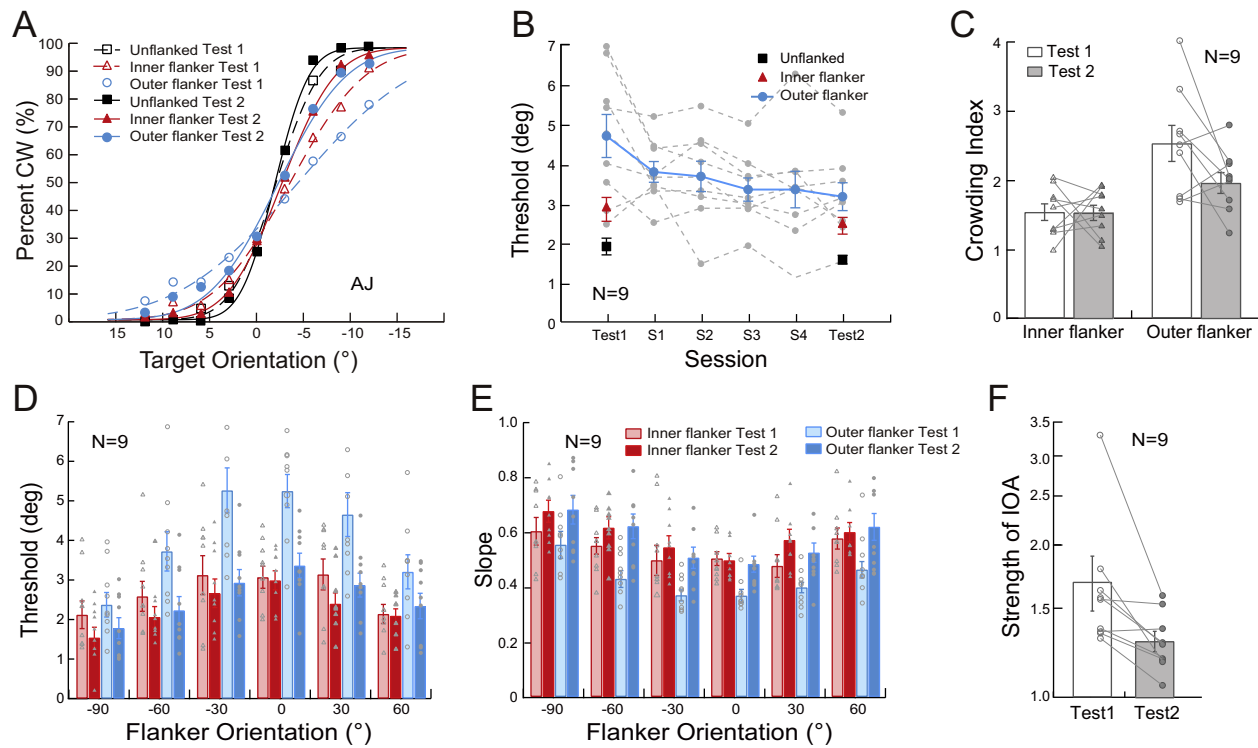 A
Percent CW (%)
100
90
80
70
60
50
40
30
20
10
0
Unflanked Test 1
Inner flanker Test 1
Outer flanker Test 1
Unflanked Test 2
Inner flanker Test 2
Outer flanker Test 2
AJ
15 10 5 0 -5 -10 -15
Target Orientation (°)
B
Threshold (deg)
7
6
5
4
3
2
1
0
Unflanked
Inner flanker
Outer flanker
N=9
Test1 S1 S2 S3 S4 Test2
Session
C
Crowding Index
4
3
2
1
0
Test 1
Test 2
N=9
Inner flanker Outer flanker
D
Threshold (deg)
7
6
5
4
3
2
1
0
N=9
-90 -60 -30 0 30 60
Flanker Orientation (°)
E
Slope
1.0
0.8
0.6
0.4
0.2
0
N=9
Inner flanker Test 1
Inner flanker Test 2
Outer flanker Test 1
Outer flanker Test 2
-90 -60 -30 0 30 60
Flanker Orientation (°)
F
Strength of IOA
3.5
3.0
2.5
2.0
1.5
1.0
N=9
Test1 Test2